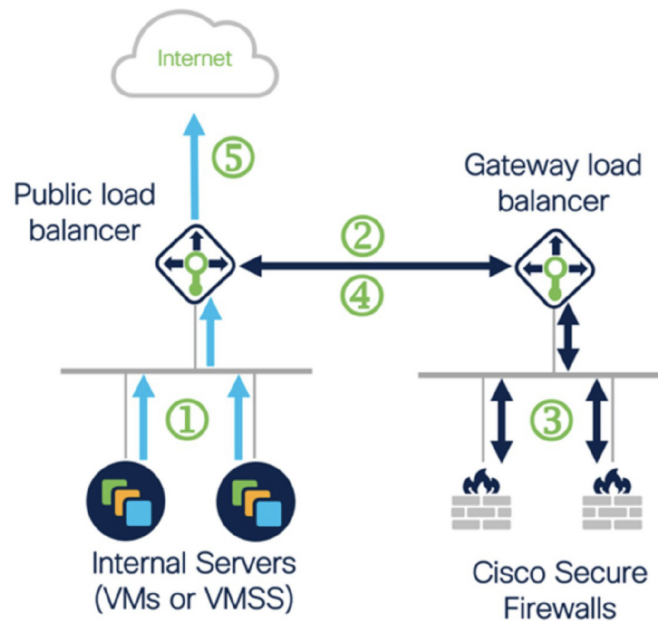 Internet
⑤
Public load
balancer
Gateway load
balancer
②
④
①
③
Internal Servers
(VMs or VMSS)
Cisco Secure
Firewalls